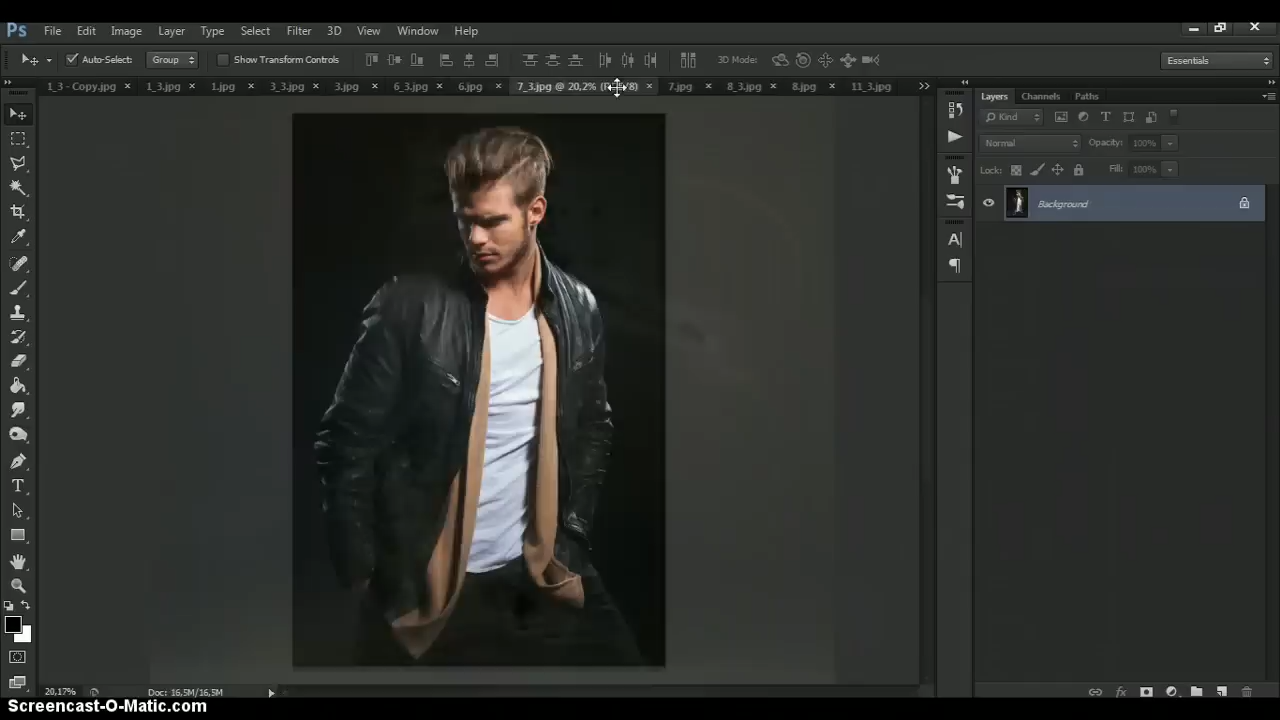 Ps File Edit Image Layer Type Select Filter 3D View Window Help
Auto-Select: Group Show Transform Controls 3D Mode: Essentials
1_3 - Copy.jpg 1_3.jpg 1.jpg 3_3.jpg 3.jpg 6_3.jpg 6.jpg 7_3.jpg @ 20,2% 7.jpg 8_3.jpg 8.jpg 11_3.jpg
Layers Channels Paths
Kind
Normal Opacity: 100%
Lock: Fill: 100%
Background
20,17% Doc: 16,5M/16,5M
Screencast-O-Matic.com